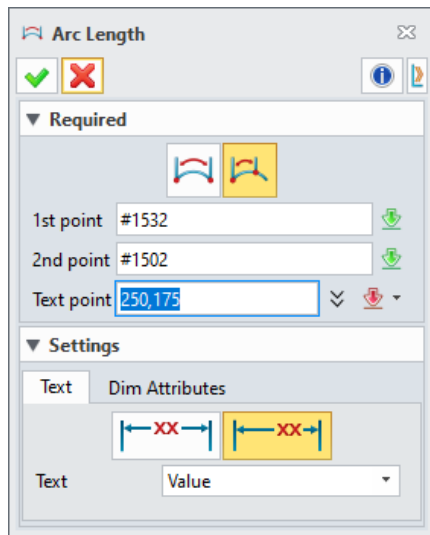 Arc Length
Required
1st point #1532
2nd point #1502
Text point 250,175
Settings
Text Dim Attributes
XX XX
Text Value